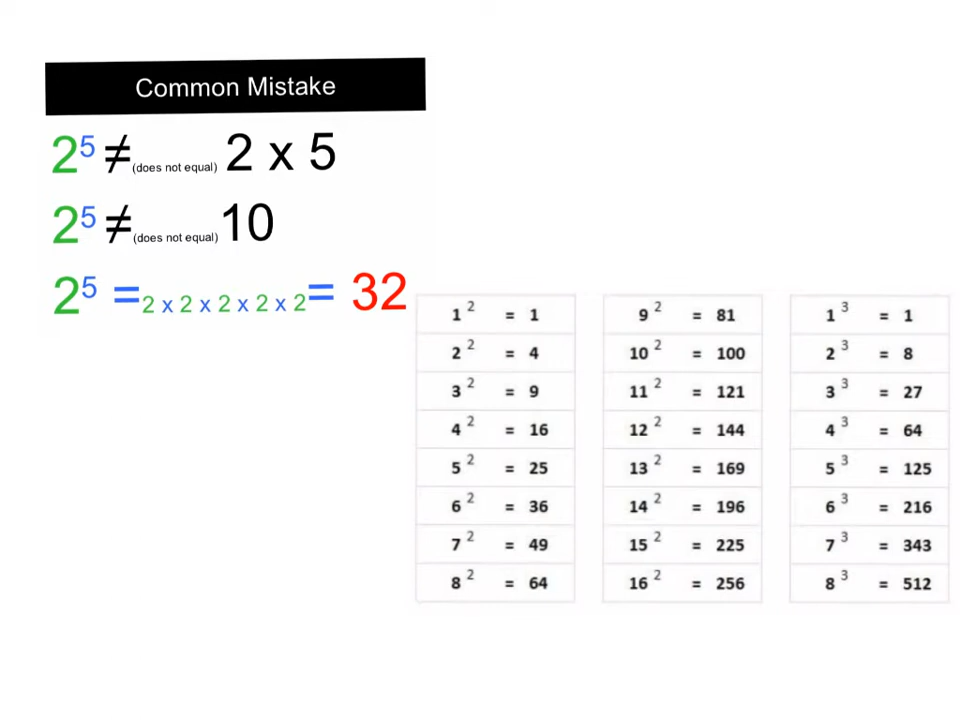 Common Mistake
2⁵ ≠ (does not equal) 2 x 5
2⁵ ≠ (does not equal) 10
2⁵ = 2 x 2 x 2 x 2 x 2 = 32
1² = 1
2² = 4
3² = 9
4² = 16
5² = 25
6² = 36
7² = 49
8² = 64
9² = 81
10² = 100
11² = 121
12² = 144
13² = 169
14² = 196
15² = 225
16² = 256
1³ = 1
2³ = 8
3³ = 27
4³ = 64
5³ = 125
6³ = 216
7³ = 343
8³ = 512